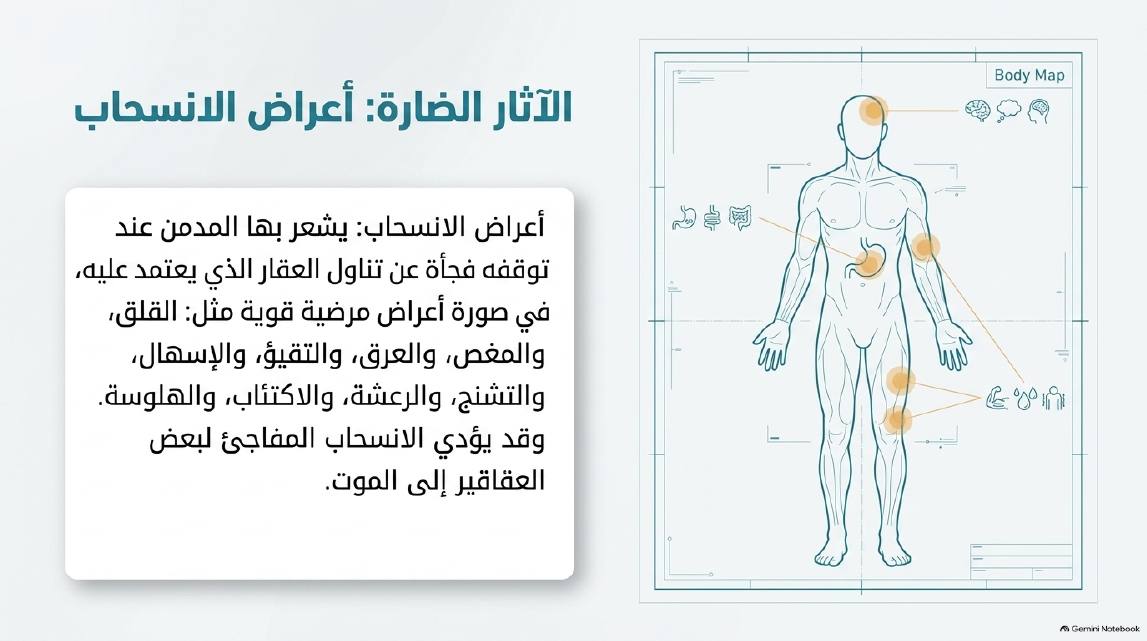 الآثار الضارة: أعراض الانسحاب
أعراض الانسحاب: يشعر بها المدمن عند
توقفه فجأة عن تناول العقار الذي يعتمد عليه،
في صورة أعراض مرضية قوية مثل: القلق،
والمغص، والعرق، والتقيؤ، والإسهال،
والتشنج، والرعشة، والاكتئاب، والهلوسة.
وقد يؤدي الانسحاب المفاجئ لبعض
العقاقير إلى الموت.
Body Map
Gemini Notebook